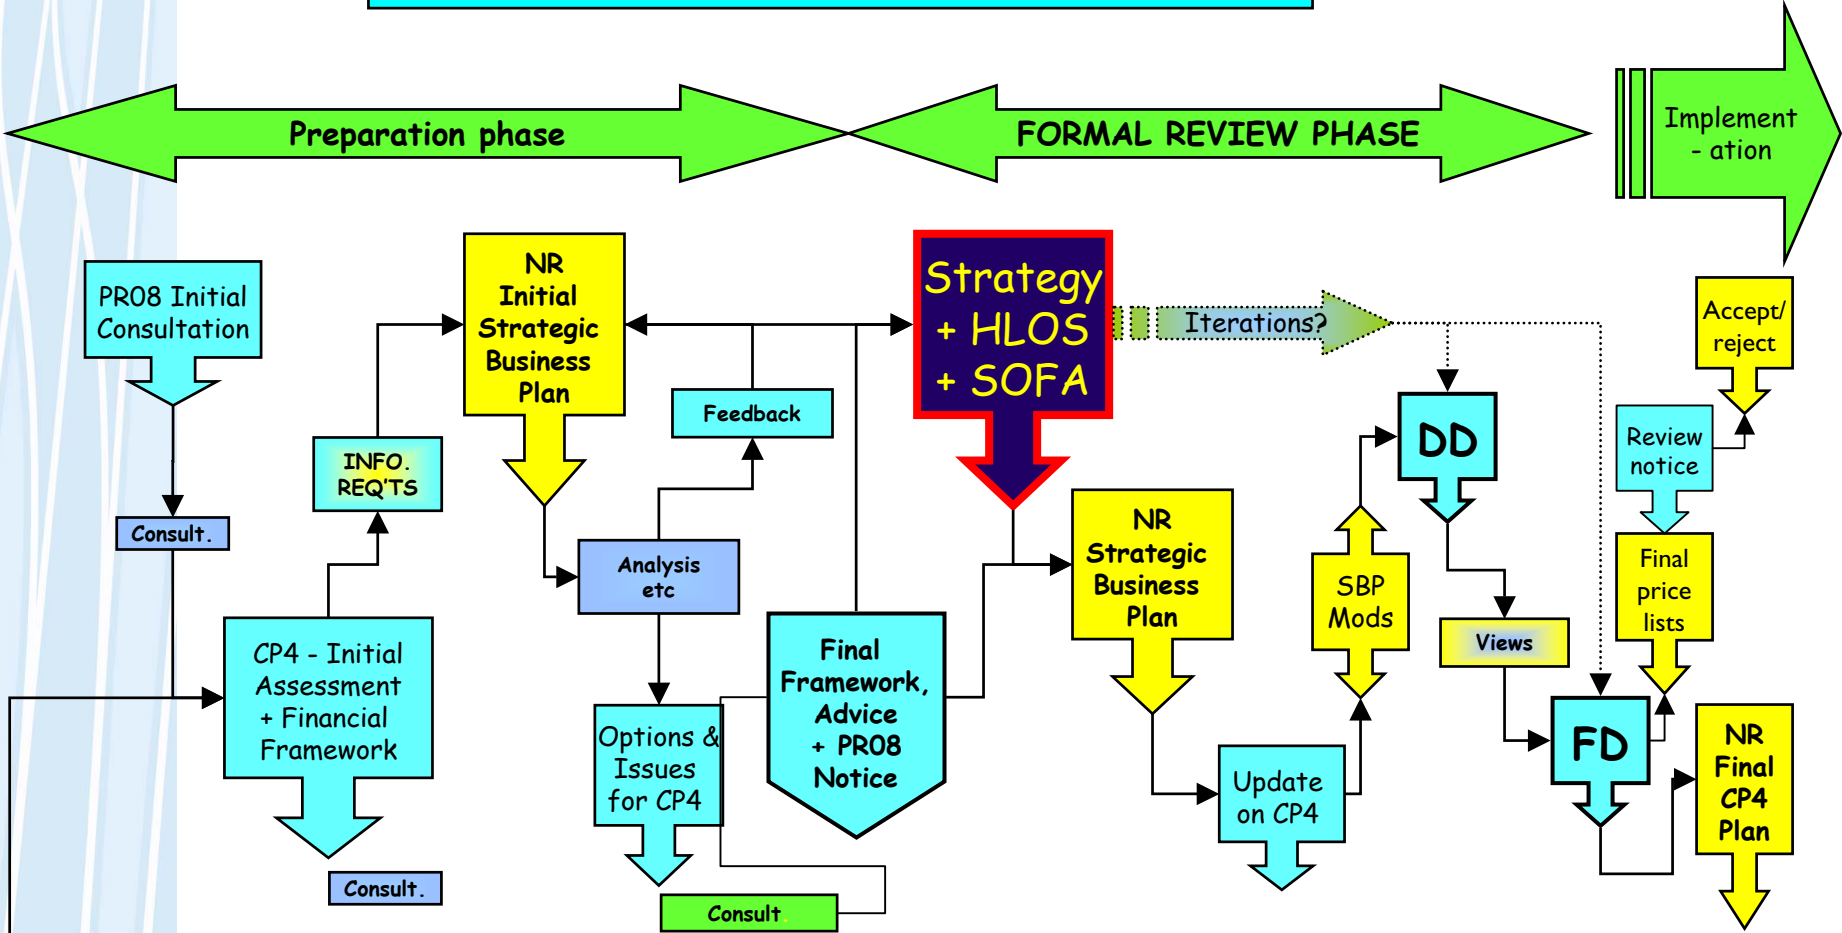 Preparation phase
FORMAL REVIEW PHASE
Implement
- ation
PR08 Initial
Consultation
Consult.
CP4 - Initial
Assessment
+ Financial
Framework
Consult.
INFO.
REQ'TS
NR
Initial
Strategic
Business
Plan
Analysis
etc
Feedback
Options &
Issues
for CP4
Consult.
Final
Framework,
Advice
+ PR08
Notice
Strategy
+ HLOS
+ SOFA
Iterations?
NR
Strategic
Business
Plan
Update
on CP4
SBP
Mods
DD
Views
FD
Accept/
reject
Review
notice
Final
price
lists
NR
Final
CP4
Plan